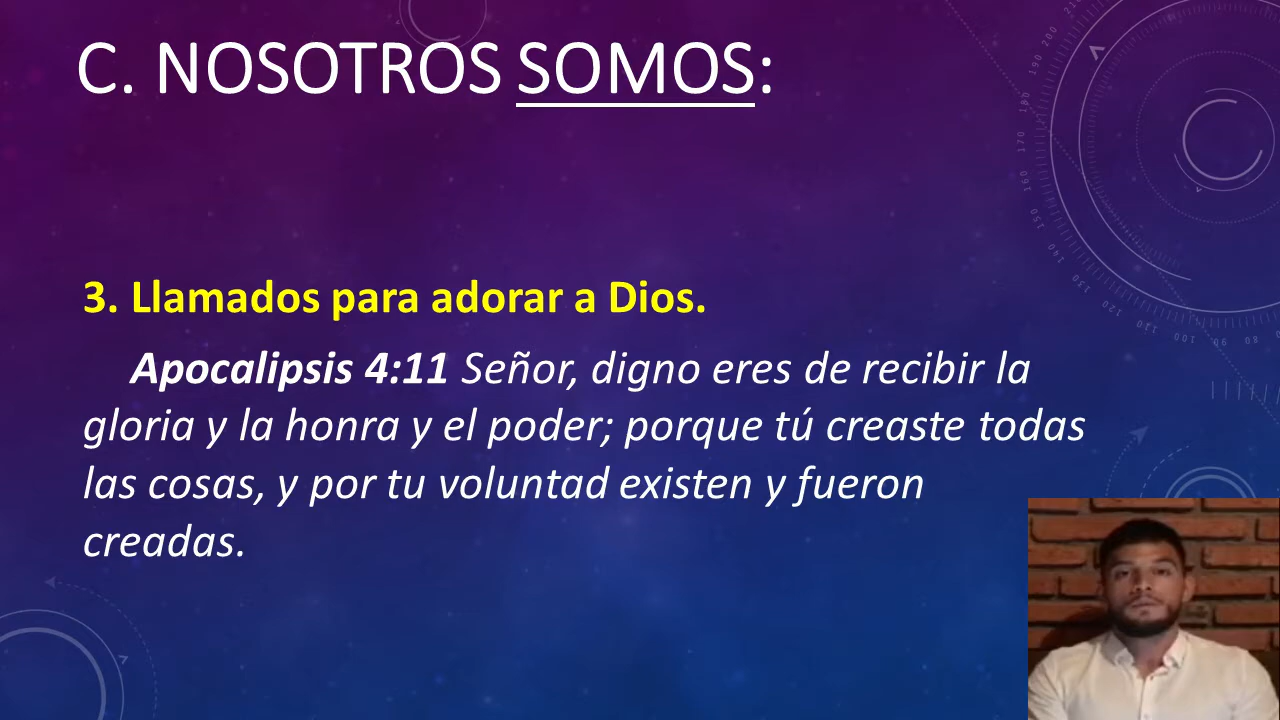 C. NOSOTROS SOMOS:
3. Llamados para adorar a Dios.
Apocalipsis 4:11 Señor, digno eres de recibir la
gloria y la honra y el poder; porque tú creaste todas
las cosas, y por tu voluntad existen y fueron
creadas.